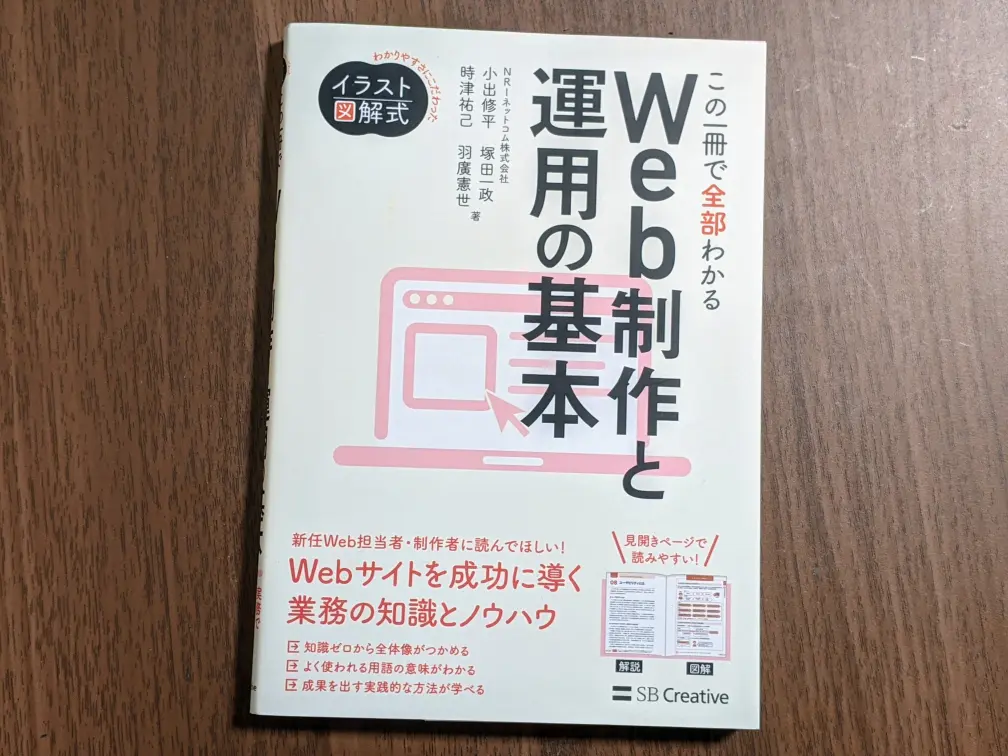 この一冊で全部わかる
Web制作と
運用の基本
わかりやすさにこだわった
イラスト
図解式
NRIネットコム株式会社
小出修平 塚田一政
時津祐己 羽廣憲世 著
新任Web担当者・制作者に読んでほしい!
Webサイトを成功に導く
業務の知識とノウハウ
知識ゼロから全体像がつかめる
よく使われる用語の意味がわかる
成果を出す実践的な方法が学べる
見開きページで
読みやすい!
解説
図解
SB Creative